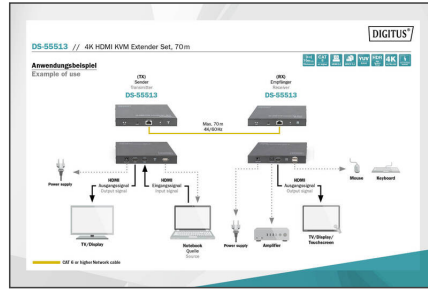 DIGITUS®
DS-55513 // 4K HDMI KVM Extender Set, 70m
Anwendungsbeispiel
Example of use
4K
(TX)
Sender
Transmitter
DS-55513
(RX)
Empfänger
Receiver
DS-55513
Max. 70m
4K/60Hz
Power supply
HDMI
Ausgangssignal
Output signal
HDMI
Eingangssignal
Input signal
HDMI
Ausgangssignal
Output signal
Mouse
Keyboard
TV/Display
Notebook
Quelle
Source
Power supply
Amplifier
TV/Display/
Touchscreen
CAT 6 or higher Network cable